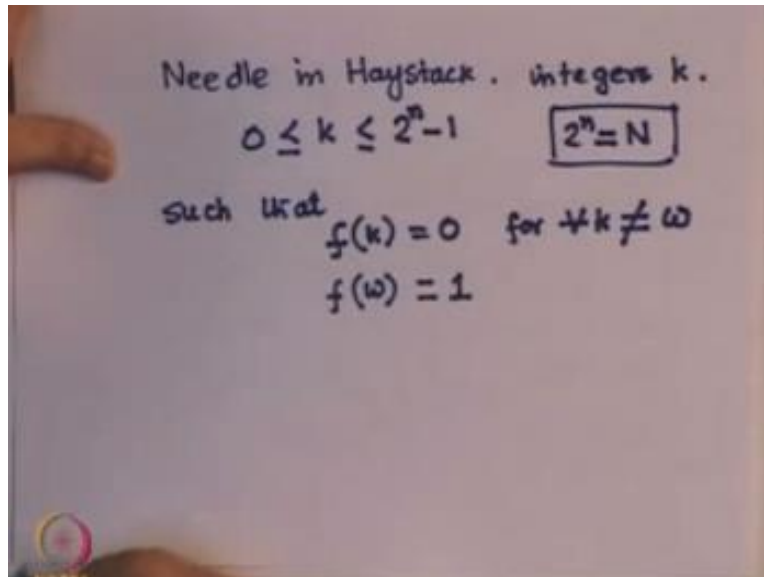 Needle in Haystack. integers k.
0 ≤ k ≤ 2ⁿ-1 2ⁿ = N
such that
f(k) = 0 for ∀k ≠ ω
f(ω) = 1